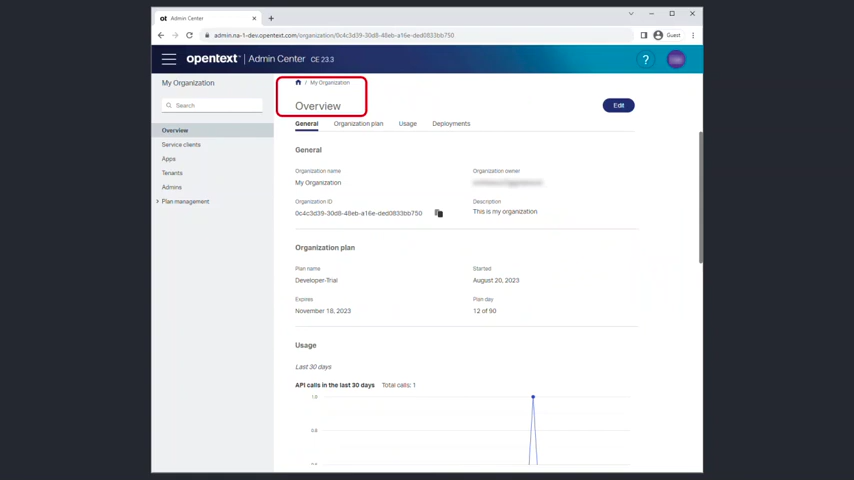 ot Admin Center
admin.na-1-dev.opentext.com/organization/0c4c3d39-30d8-48eb-a16e-ded0833bb750
Guest
opentext™ | Admin Center CE 23.3
?
My Organization
Search
Overview
Service clients
Apps
Tenants
Admins
Plan management
/ My Organization
Overview
Edit
General Organization plan Usage Deployments
General
Organization name Organization owner
My Organization
Organization ID Description
0c4c3d39-30d8-48eb-a16e-ded0833bb750 This is my organization
Organization plan
Plan name Started
Developer-Trial August 20, 2023
Expires Plan day
November 18, 2023 12 of 90
Usage
Last 30 days
API calls in the last 30 days Total calls: 1
1.0
0.8